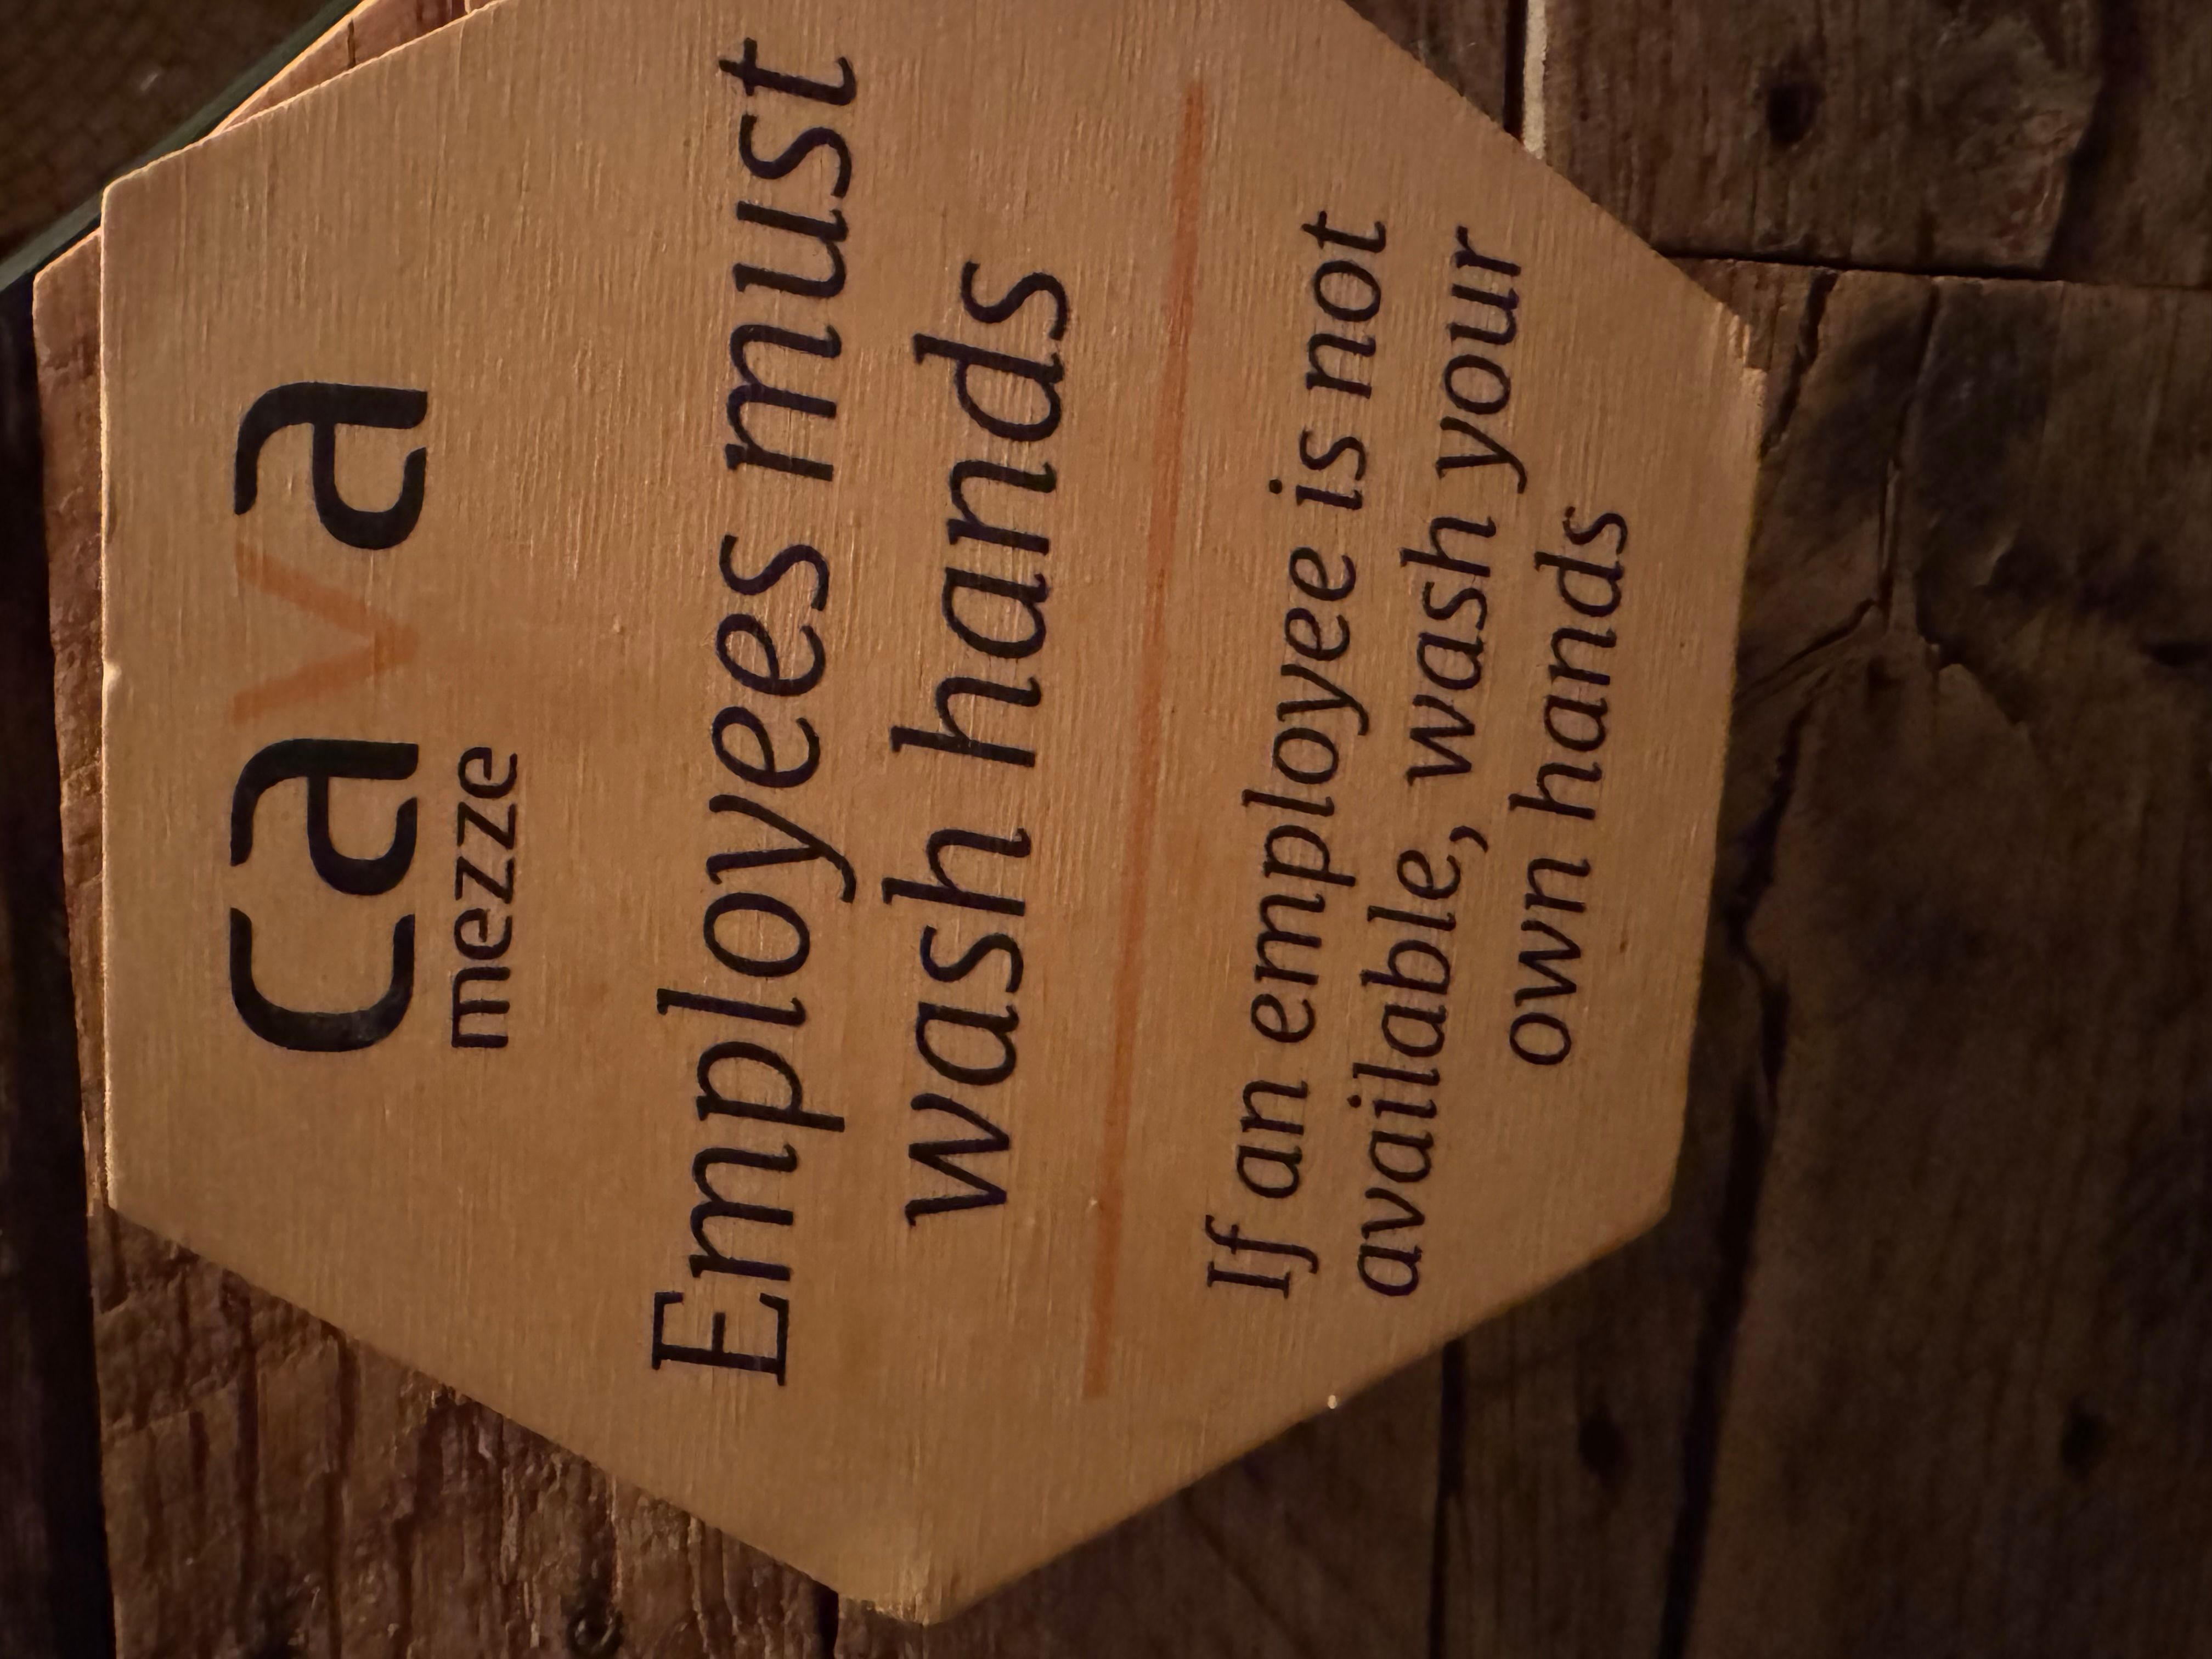 cava
mezze
Employees must
wash hands
If an employee is not
available, wash your
own hands